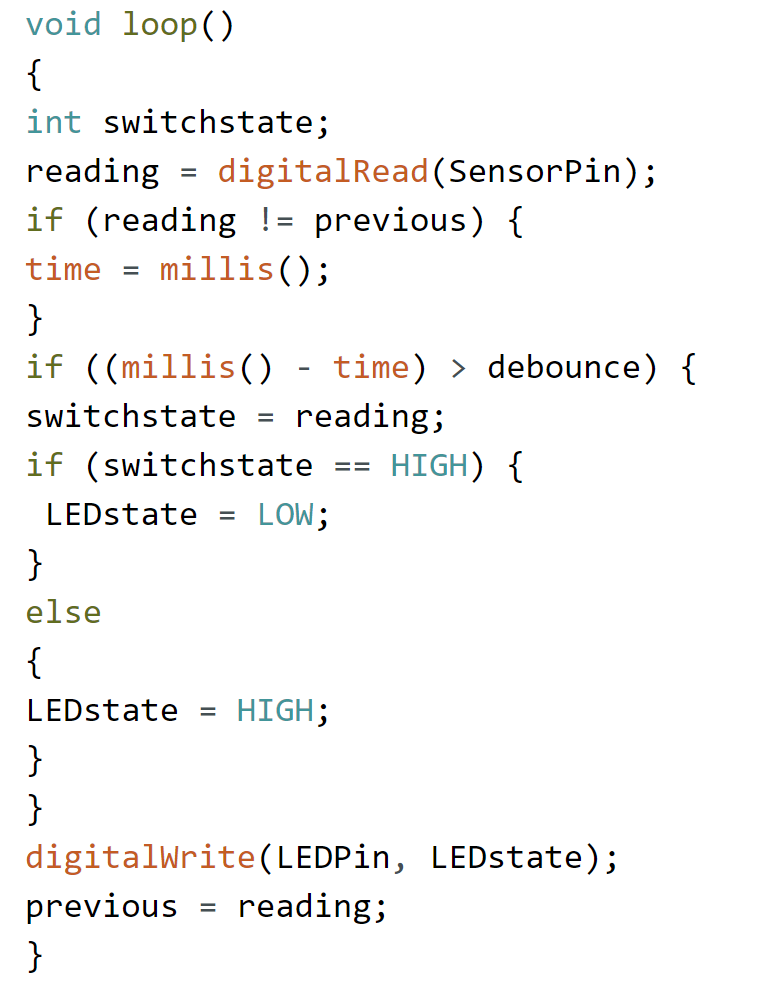 void loop()
{
int switchstate;
reading = digitalRead(SensorPin);
if (reading != previous) {
time = millis();
}
if ((millis() - time) > debounce) {
switchstate = reading;
if (switchstate == HIGH) {
 LEDstate = LOW;
}
else
{
LEDstate = HIGH;
}
}
digitalWrite(LEDPin, LEDstate);
previous = reading;
}